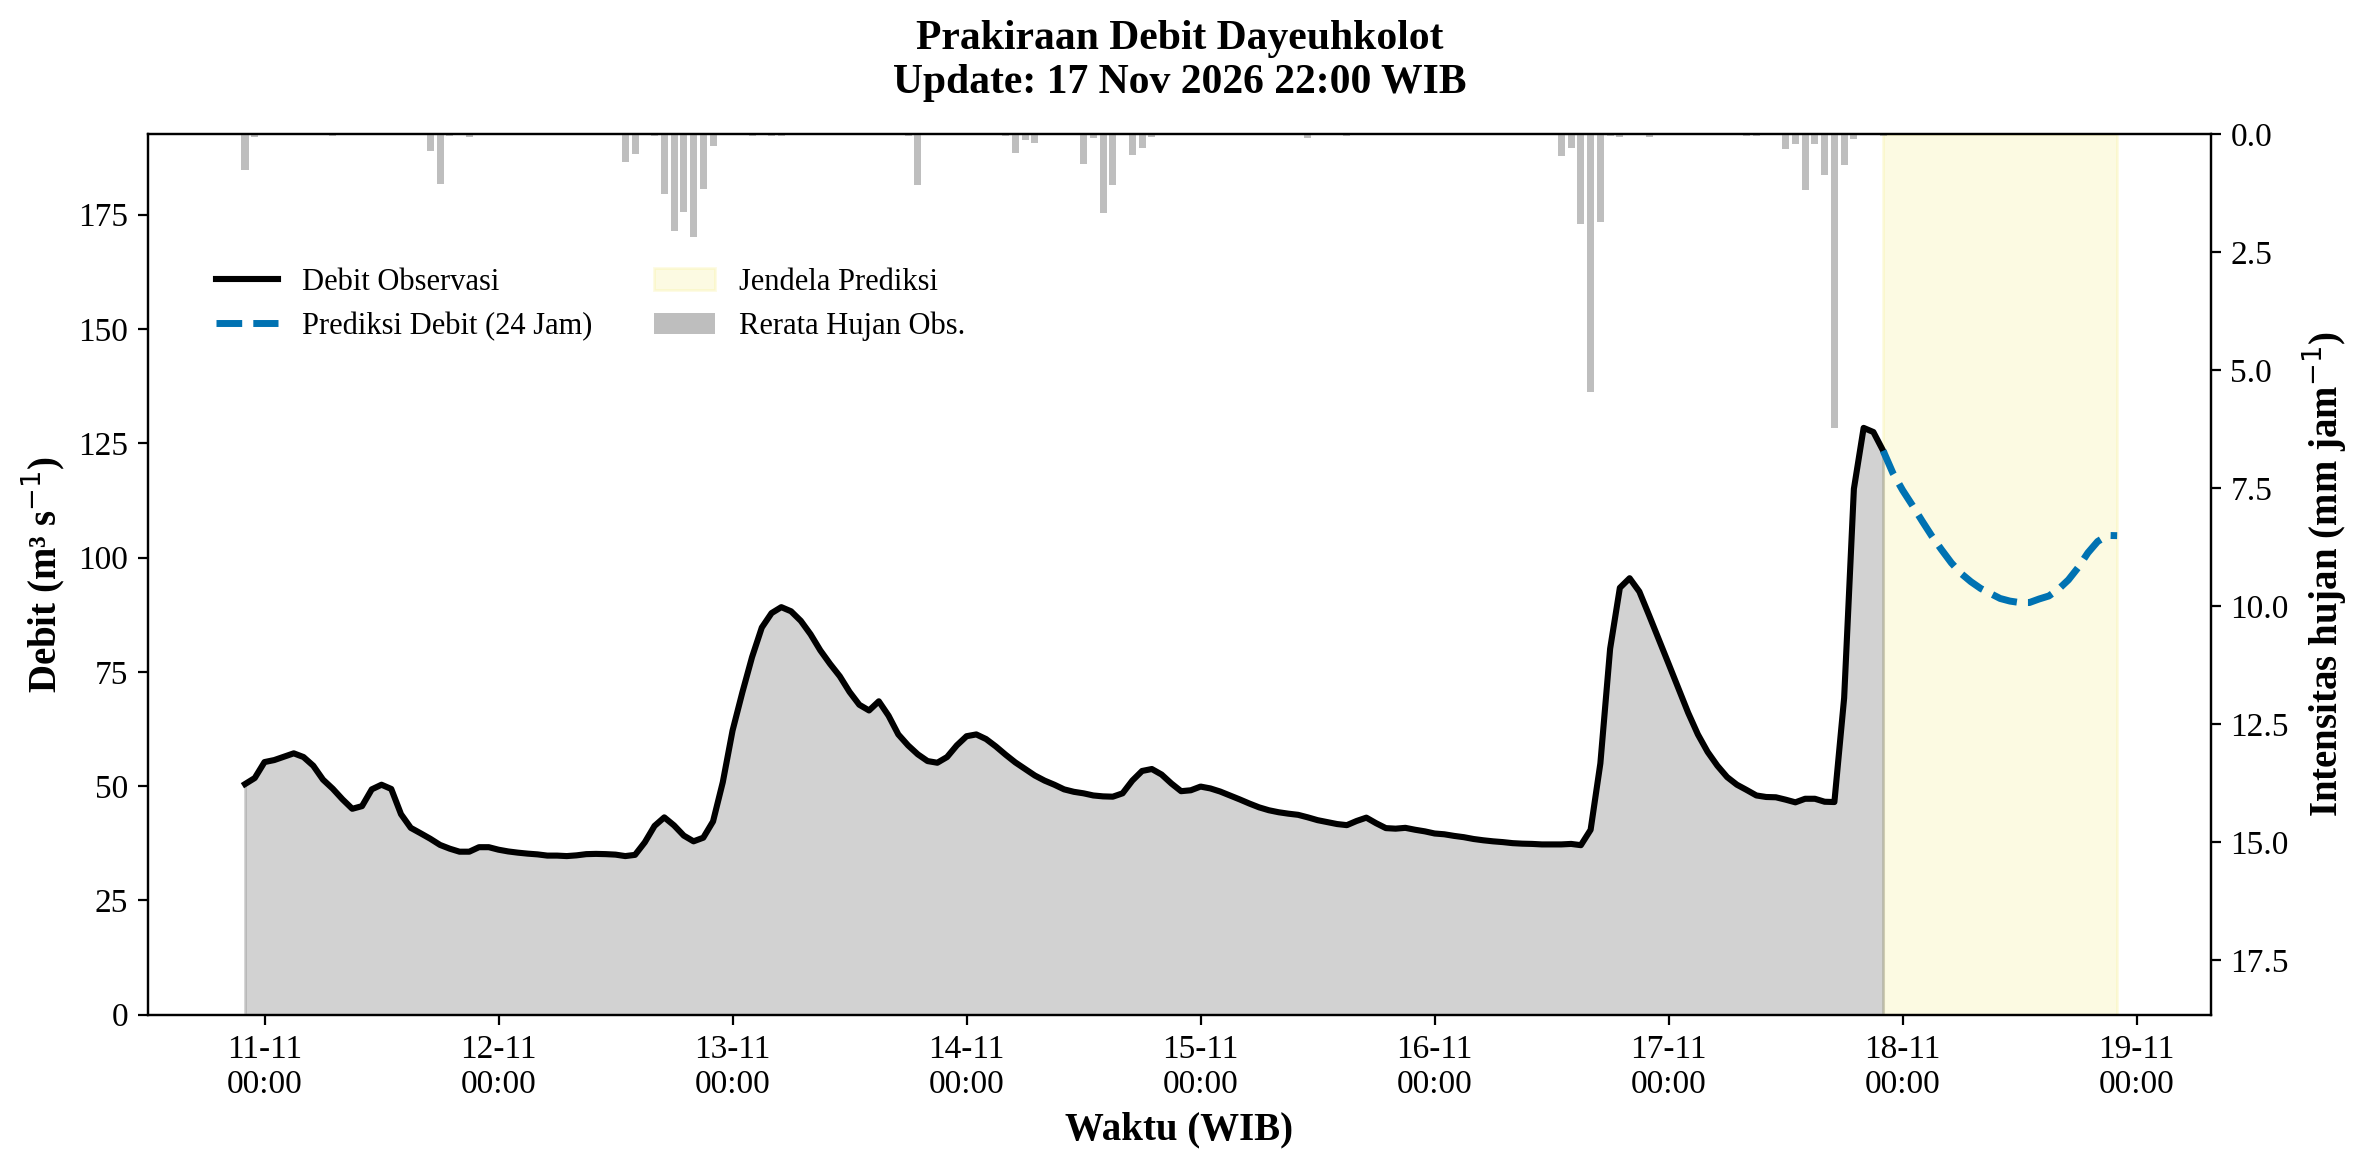 Prakiraan Debit Dayeuhkolot
Update: 17 Nov 2026 22:00 WIB
Debit (m³ s⁻¹)
175
150
125
100
75
50
25
0
Debit Observasi
Prediksi Debit (24 Jam)
Jendela Prediksi
Rerata Hujan Obs.
0.0
2.5
5.0
7.5
10.0
12.5
15.0
17.5
Intensitas hujan (mm jam⁻¹)
11-11 12-11 13-11 14-11 15-11 16-11 17-11 18-11 19-11
00:00 00:00 00:00 00:00 00:00 00:00 00:00 00:00 00:00
Waktu (WIB)